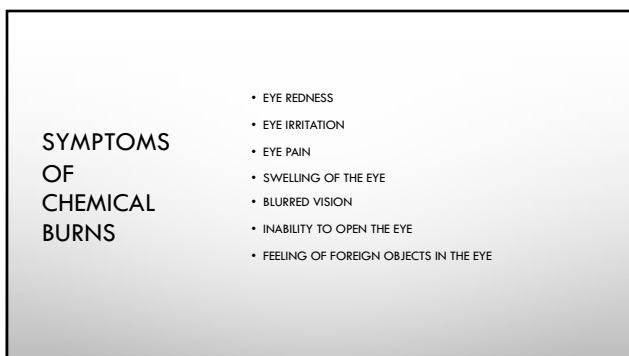 SYMPTOMS
OF
CHEMICAL
BURNS
• EYE REDNESS
• EYE IRRITATION
• EYE PAIN
• SWELLING OF THE EYE
• BLURRED VISION
• INABILITY TO OPEN THE EYE
• FEELING OF FOREIGN OBJECTS IN THE EYE